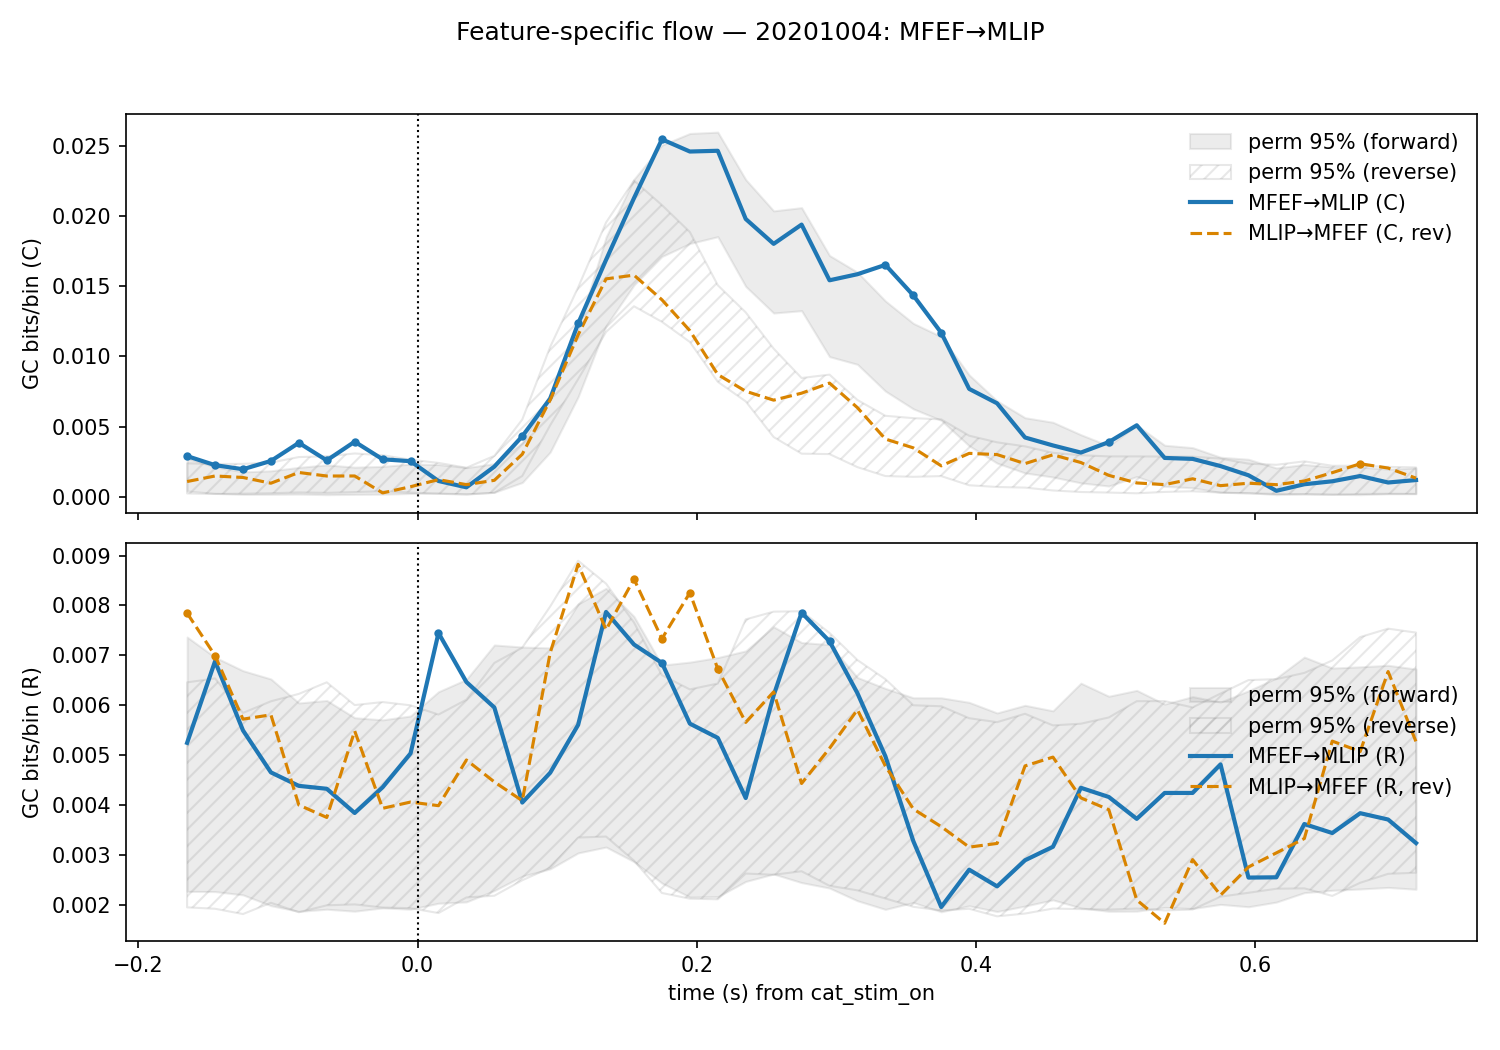 Feature-specific flow — 20201004: MFEF→MLIP
GC bits/bin (C)
0.025
0.020
0.015
0.010
0.005
0.000
perm 95% (forward)
perm 95% (reverse)
MFEF→MLIP (C)
MLIP→MFEF (C, rev)
GC bits/bin (R)
0.009
0.008
0.007
0.006
0.005
0.004
0.003
0.002
perm 95% (forward)
perm 95% (reverse)
MFEF→MLIP (R)
MLIP→MFEF (R, rev)
−0.2
0.0
0.2
0.4
0.6
time (s) from cat_stim_on